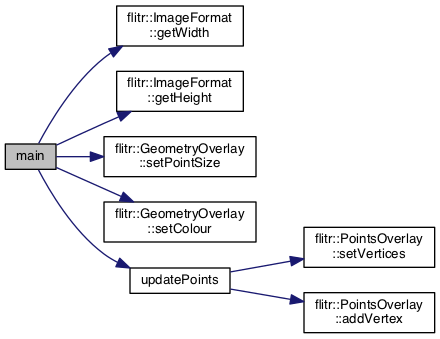 flitr::ImageFormat
::getWidth
flitr::ImageFormat
::getHeight
main
flitr::GeometryOverlay
::setPointSize
flitr::GeometryOverlay
::setColour
updatePoints
flitr::PointsOverlay
::setVertices
flitr::PointsOverlay
::addVertex